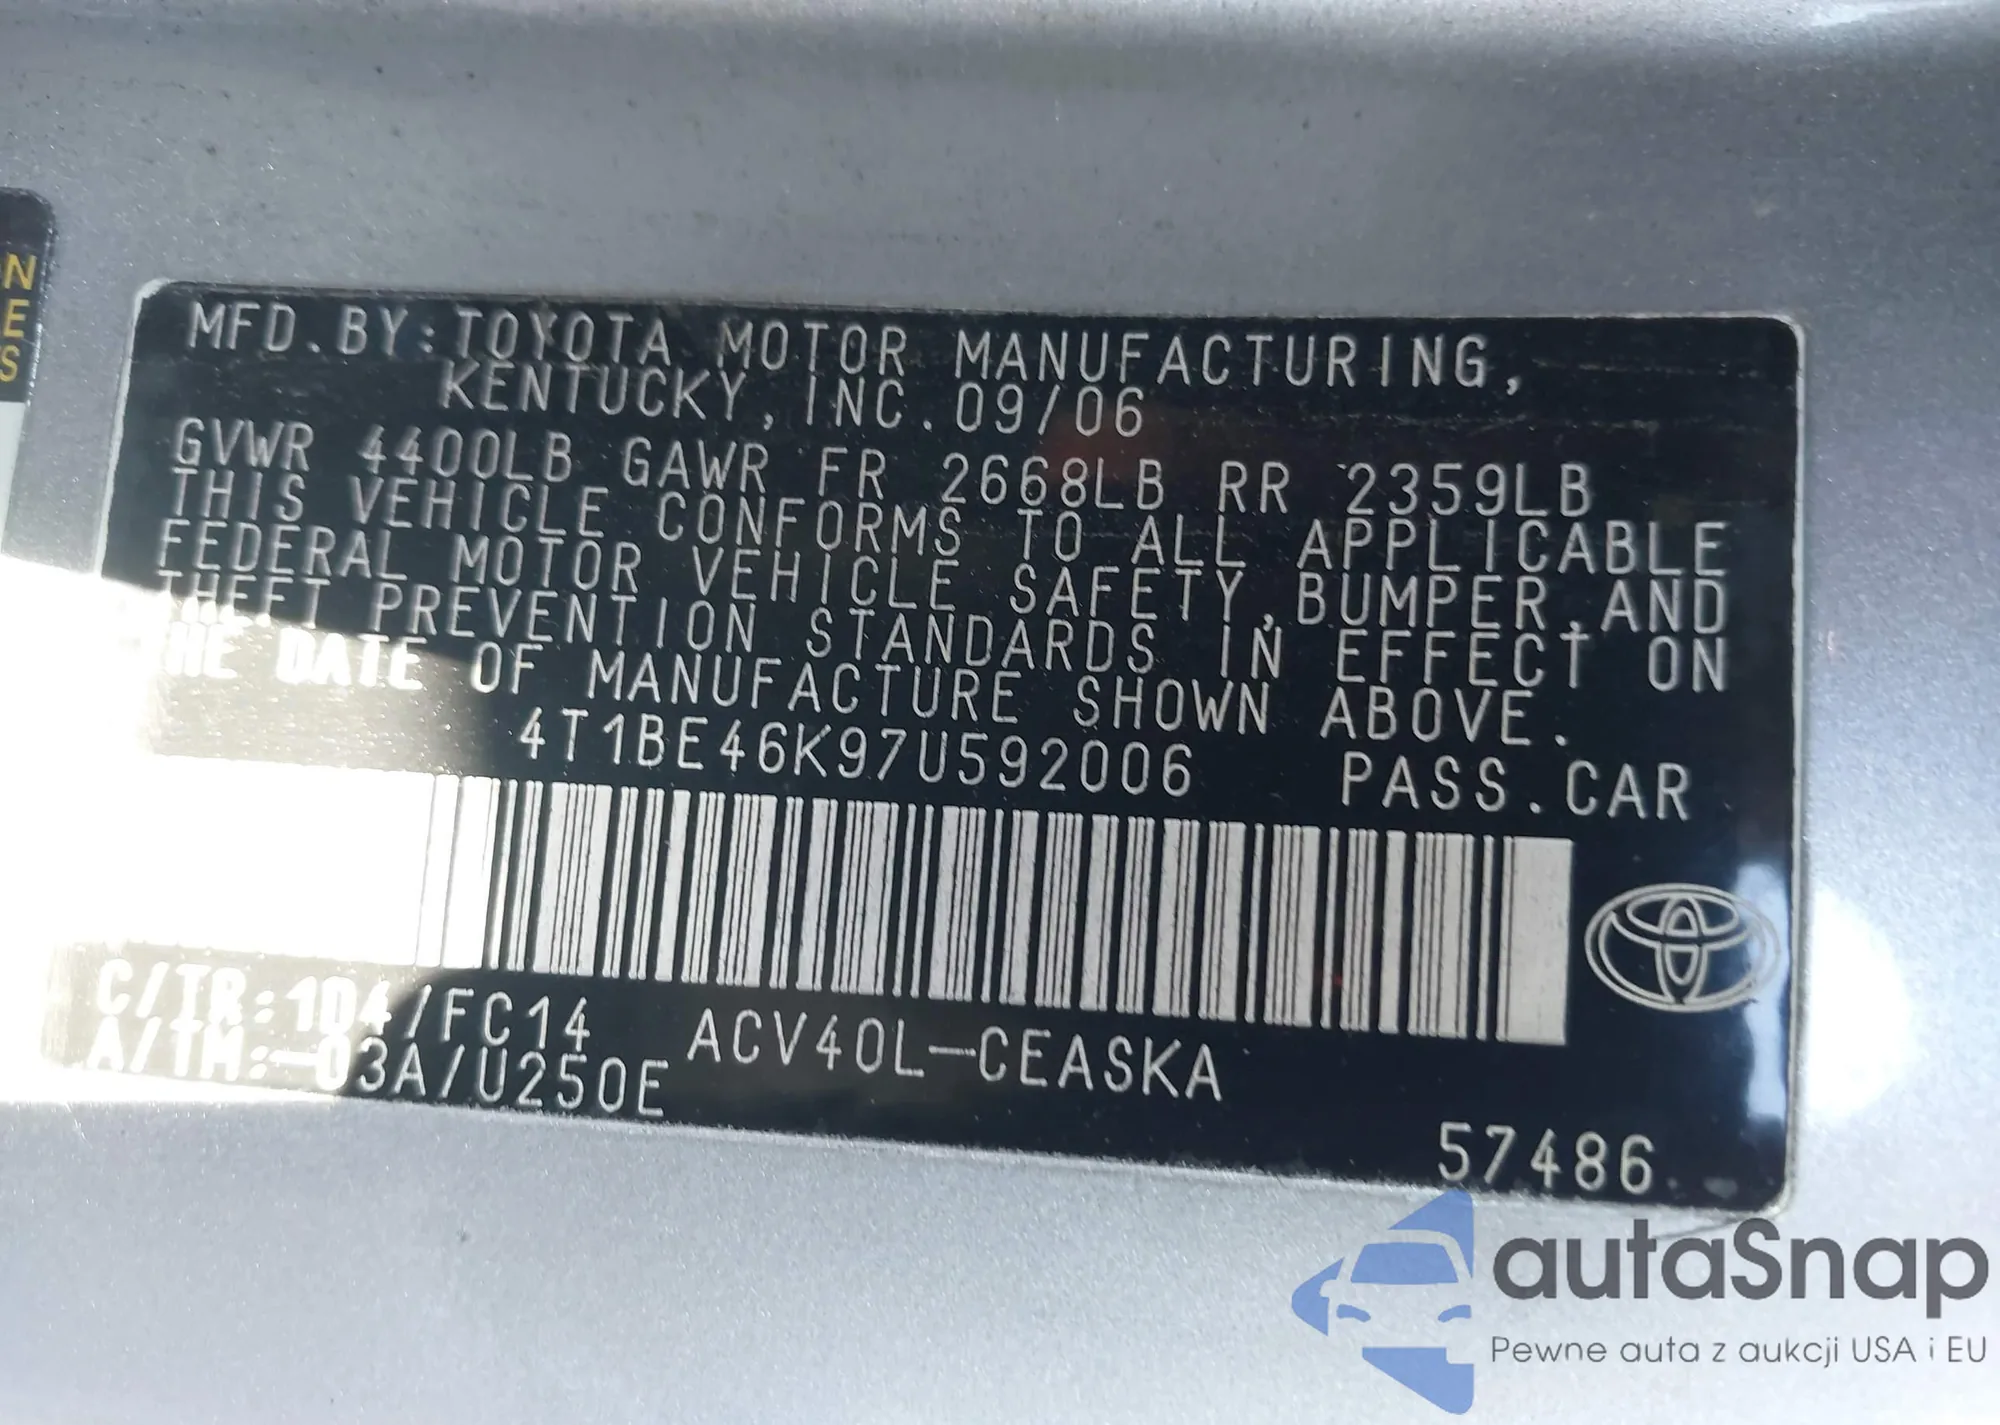 N
E
S
MFD.BY:TOYOTA MOTOR MANUFACTURING,
KENTUCKY,INC.09/06
GVWR 4400LB GAWR FR 2668LB RR 2359LB
THIS VEHICLE CONFORMS TO ALL APPLICABLE
FEDERAL MOTOR VEHICLE SAFETY,BUMPER,AND
THEFT PREVENTION STANDARDS IN EFFECT ON
THE DATE OF MANUFACTURE SHOWN ABOVE.
4T1BE46K97U592006 PASS.CAR
C/TR:1D4/FC14 ACV40L-CEASKA
A/TM:-03A/U250E
57486
autaSnap
Pewne auta z aukcji USA i EU